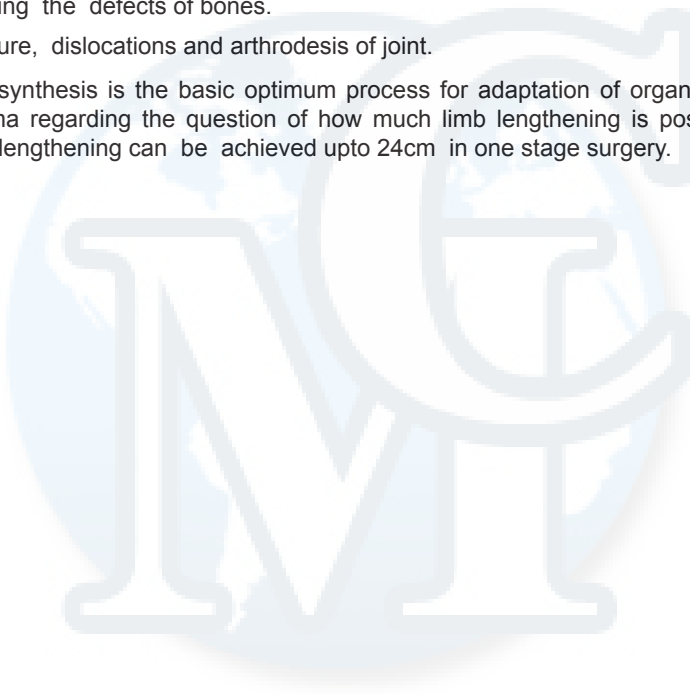 ing the defects of bones.
ure, dislocations and arthrodesis of joint.
synthesis is the basic optimum process for adaptation of organ
na regarding the question of how much limb lengthening is pos
lengthening can be achieved upto 24cm in one stage surgery.
MC